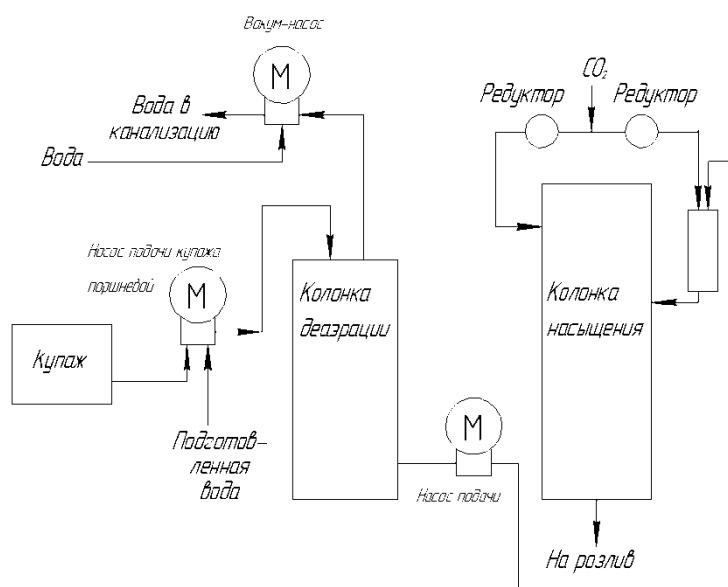 Вакум-насос
М
CO₂
Редуктор
Редуктор
Вода в
канализацию
Вода
Насос подачи купажа
поршневой
М
Колонка
деаэрации
Колонка
насыщения
Купаж
Подготов-
ленная
вода
М
Насос подачи
На розлив